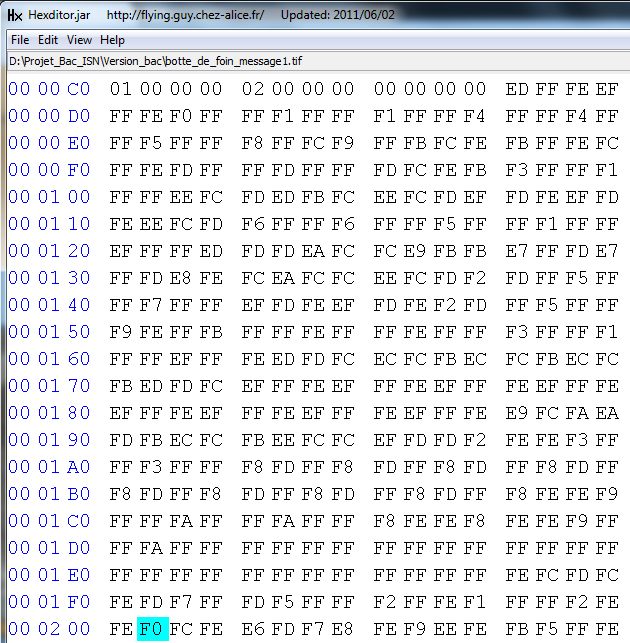 Hexditor.jar http://flying.guy.chez-alice.fr/ Updated: 2011/06/02
File Edit View Help
D:\Projet_Bac_ISN\Version_bac\botte_de_foin_message1.tif
00 00 C0 01 00 00 00 02 00 00 00 00 00 00 00 ED FF FE EF
00 00 D0 FF FE F0 FF FF F1 FF FF F1 FF FF F4 FF FF F4 FF
00 00 E0 FF F5 FF FF F8 FF FC F9 FF FB FC FE FB FF FE FC
00 00 F0 FF FE FD FF FF FD FF FF FD FC FE FB F3 FF FF F1
00 01 00 FF FF EE FC FD ED FB FC EE FC FD EF FD FE EF FD
00 01 10 FE EE FC FD F6 FF FF F6 FF FF F5 FF FF F1 FF FF
00 01 20 EF FF FF ED FD FD EA FC FC E9 FB FB E7 FF FD E7
00 01 30 FF FD E8 FE FC EA FC FC EE FC FD F2 FD FF F5 FF
00 01 40 FF F7 FF FF EF FD FE EF FD FE F2 FD FF F5 FF FF
00 01 50 F9 FE FF FB FF FF FF FF FF FE FF FF F3 FF FF F1
00 01 60 FF FF EF FF FE ED FD FC EC FC FB EC FC FB EC FC
00 01 70 FB ED FD FC EF FF FE EF FF FE EF FF FE EF FF FE
00 01 80 EF FF FE EF FF FE EF FF FE EF FF FE E9 FC FA EA
00 01 90 FD FB EC FC FB EE FC FC EF FD FD F2 FE FE F3 FF
00 01 A0 FF F3 FF FF F8 FD FF F8 FD FF F8 FD FF F8 FD FF
00 01 B0 F8 FD FF F8 FD FF F8 FD FF F8 FD FF F8 FE FE F9
00 01 C0 FF FF FA FF FF FA FF FF F8 FE FE F8 FE FE F9 FF
00 01 D0 FF FA FF FF FF FF FF FF FF FF FF FF FF FF FF FF
00 01 E0 FF FF FF FF FF FF FF FF FF FF FF FF FE FC FD FC
00 01 F0 FE FD F7 FF FD F5 FF FF F2 FF FE F1 FF FF F2 FE
00 02 00 FE F0 FC FE E6 FD F7 E8 FE F9 EE FE FB F5 FF FE